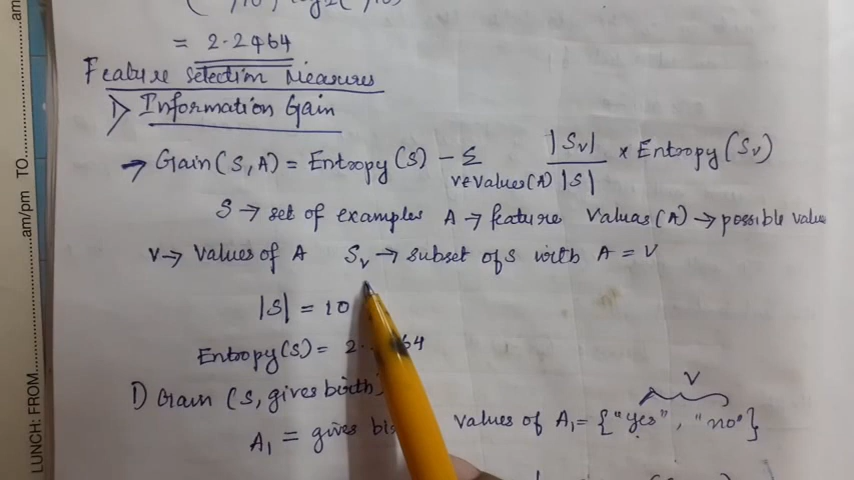 = 2.2464
Feature Selection Measures
1) Information Gain
→ Gain(S, A) = Entropy(S) - Σ v∈Values(A) |Sv| / |S| × Entropy(Sv)
S → set of examples A → feature Values(A) → possible value
V → Values of A Sv → subset of S with A = V
|S| = 10
Entropy(S) = 2. 64
1) Gain (S, gives birth)
V
A1 = gives values of A1 = {"Yes", "no"}
LUNCH: FROM am/pm TO am